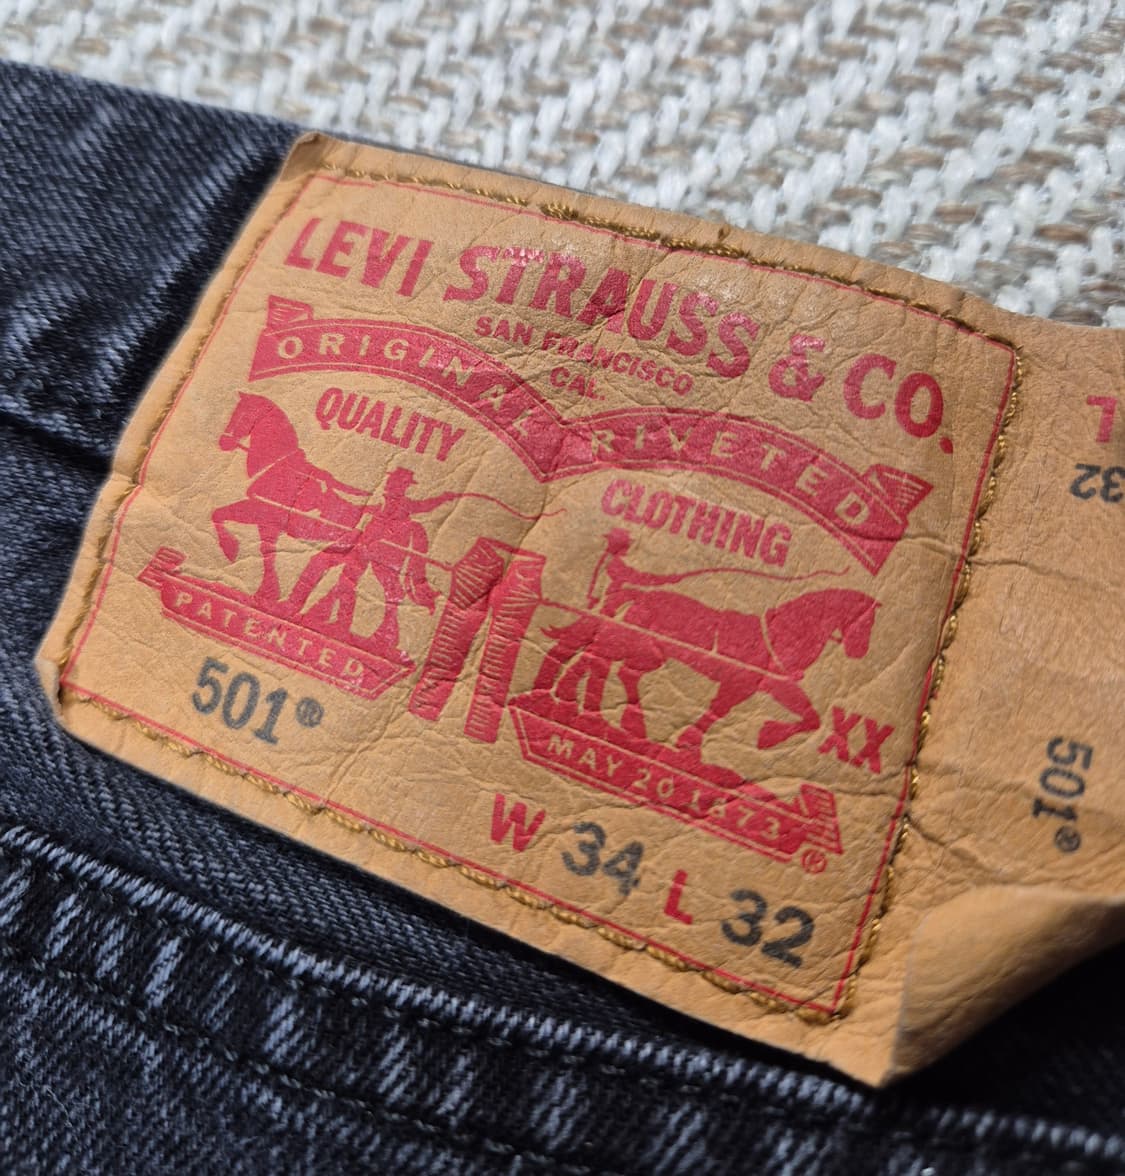 LEVI STRAUSS & CO.
SAN FRANCISCO
CAL.
ORIGINAL RIVETED
QUALITY
CLOTHING
XX
PATENTED
MAY 20 1873
®
501®
W 34 L 32
L
32
501®